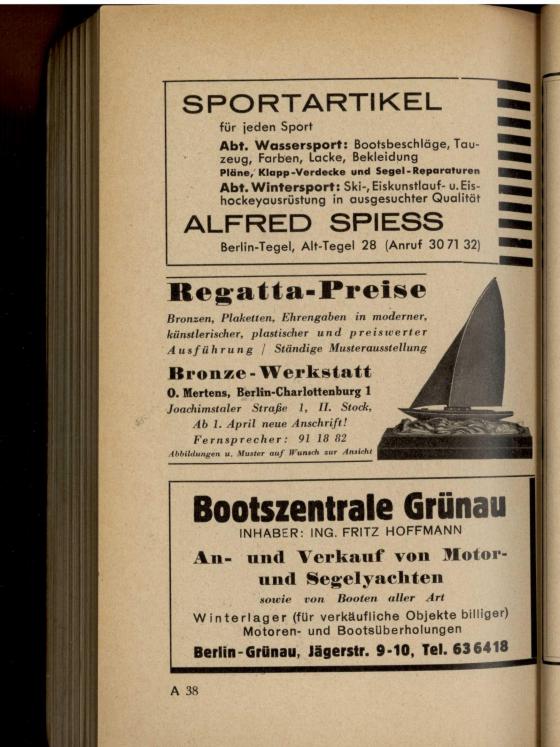 SPORTARTIKEL
für jeden Sport
Abt. Wassersport: Bootsbeschläge, Tau-
zeug, Farben, Lacke, Bekleidung
Pläne, Klapp-Verdecke und Segel-Reparaturen
Abt. Wintersport: Ski-, Eiskunstlauf- u. Eis-
hockeyausrüstung in ausgesuchter Qualität
ALFRED SPIESS
Berlin-Tegel, Alt-Tegel 28 (Anruf 30 71 32)
Regatta-Preise
Bronzen, Plaketten, Ehrengaben in moderner,
künstlerischer, plastischer und preiswerter
Ausführung / Ständige Musterausstellung
Bronze-Werkstatt
O. Mertens, Berlin-Charlottenburg 1
Joachimstaler Straße 1, II. Stock,
Ab 1. April neue Anschrift!
Fernsprecher: 91 18 82
Abbildungen u. Muster auf Wunsch zur Ansicht
Bootszentrale Grünau
INHABER: ING. FRITZ HOFFMANN
An- und Verkauf von Motor-
und Segelyachten
sowie von Booten aller Art
Winterlager (für verkäufliche Objekte billiger)
Motoren- und Bootsüberholungen
Berlin-Grünau, Jägerstr. 9-10, Tel. 636418
A 38